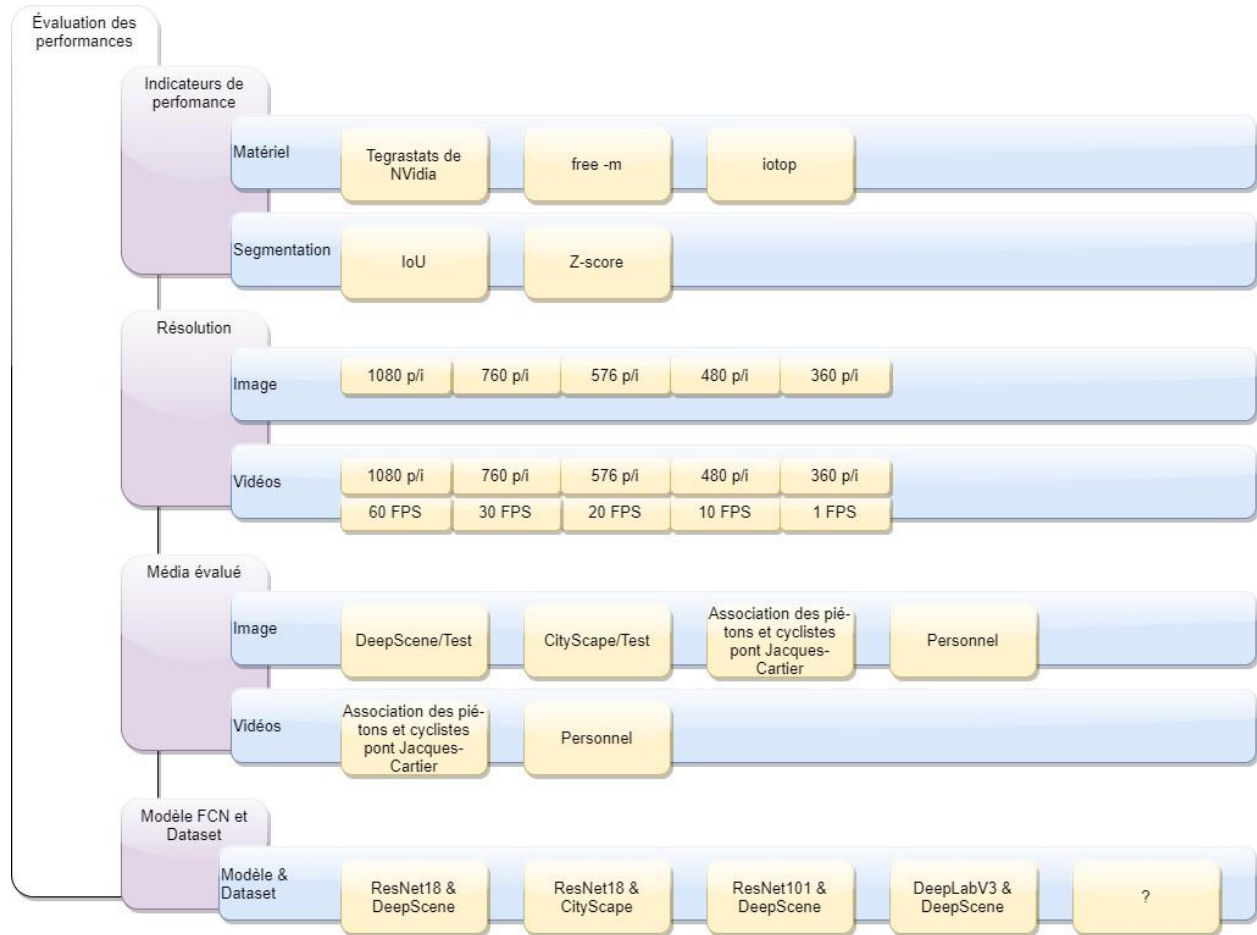 Évaluation des
performances
Indicateurs de
perfomance
Matériel
Tegrastats de
NVidia
free -m
iotop
Segmentation
IoU
Z-score
Résolution
Image
1080 p/i
760 p/i
576 p/i
480 p/i
360 p/i
Vidéos
1080 p/i
760 p/i
576 p/i
480 p/i
360 p/i
60 FPS
30 FPS
20 FPS
10 FPS
1 FPS
Média évalué
Image
DeepScene/Test
CityScape/Test
Association des pié-
tons et cyclistes
pont Jacques-
Cartier
Personnel
Vidéos
Association des pié-
tons et cyclistes
pont Jacques-
Cartier
Personnel
Modèle FCN et
Dataset
Modèle &
Dataset
ResNet18 &
DeepScene
ResNet18 &
CityScape
ResNet101 &
DeepScene
DeepLabV3 &
DeepScene
?